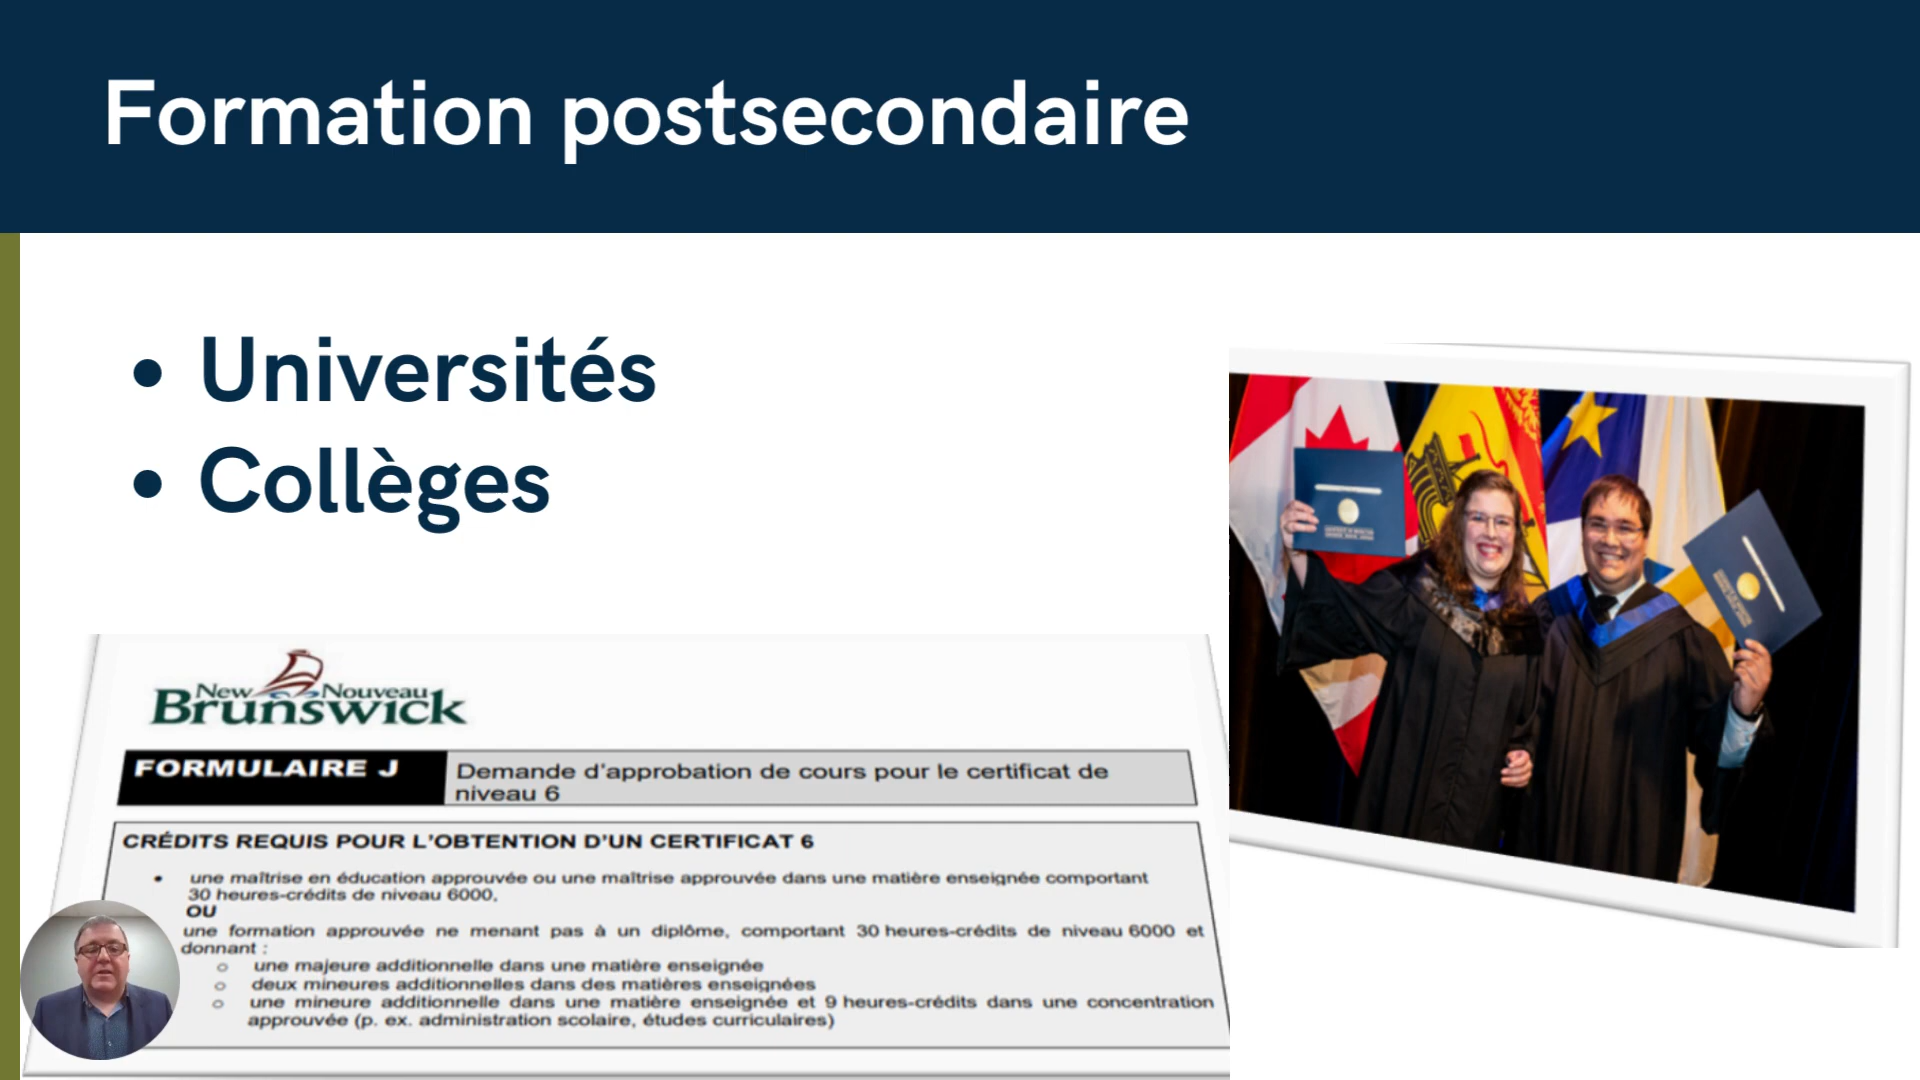 Formation postsecondaire
• Universités
• Collèges
New Nouveau
Brunswick
FORMULAIRE J
Demande d'approbation de cours pour le certificat de
niveau 6
CRÉDITS REQUIS POUR L'OBTENTION D'UN CERTIFICAT 6
• une maîtrise en éducation approuvée ou une maîtrise approuvée dans une matière enseignée comportant
30 heures-crédits de niveau 6000,
OU
une formation approuvée ne menant pas à un diplôme, comportant 30 heures-crédits de niveau 6000 et
donnant :
o une majeure additionnelle dans une matière enseignée
o deux mineures additionnelles dans des matières enseignées
o une mineure additionnelle dans une matière enseignée et 9 heures-crédits dans une concentration
approuvée (p. ex. administration scolaire, études curriculaires)